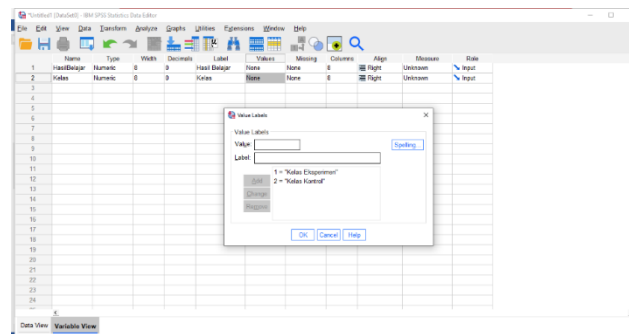 *Untitled1 [DataSet0] - IBM SPSS Statistics Data Editor
File Edit View Data Transform Analyze Graphs Utilities Extensions Window Help
Name Type Width Decimals Label Values Missing Columns Align Measure Role
1 HasilBelajar Numeric 8 0 Hasil Belajar None None 8 Right Unknown Input
2 Kelas Numeric 8 0 Kelas None None 8 Right Unknown Input
3
4
5
6
7
8
9
10
11
12
13
14
15
16
17
18
19
20
21
22
23
24
Value Labels
Value Labels
Value:
Spelling...
Label:
Add
Change
Remove
1 = "Kelas Eksperimen"
2 = "Kelas Kontrol"
OK Cancel Help
Data View Variable View